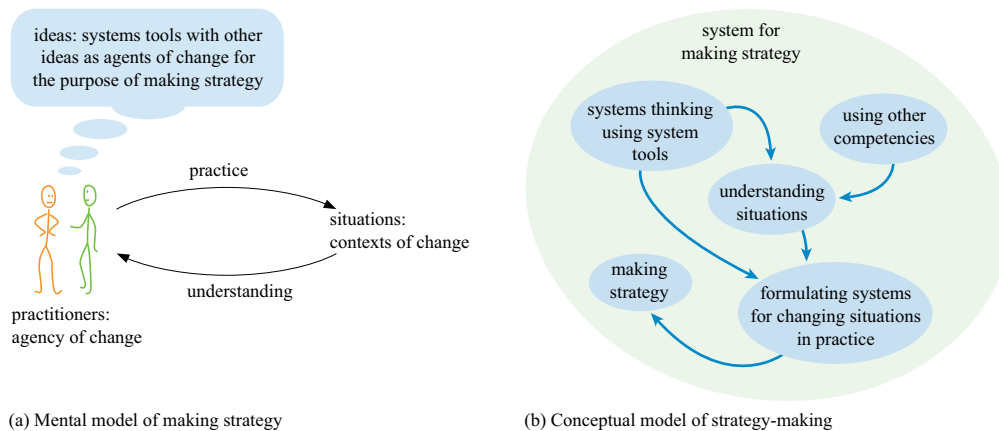 ideas: systems tools with other
ideas as agents of change for
the purpose of making strategy
practice
situations:
contexts of change
understanding
practitioners:
agency of change
(a) Mental model of making strategy
system for
making strategy
systems thinking
using system
tools
using other
competencies
understanding
situations
making
strategy
formulating systems
for changing situations
in practice
(b) Conceptual model of strategy-making